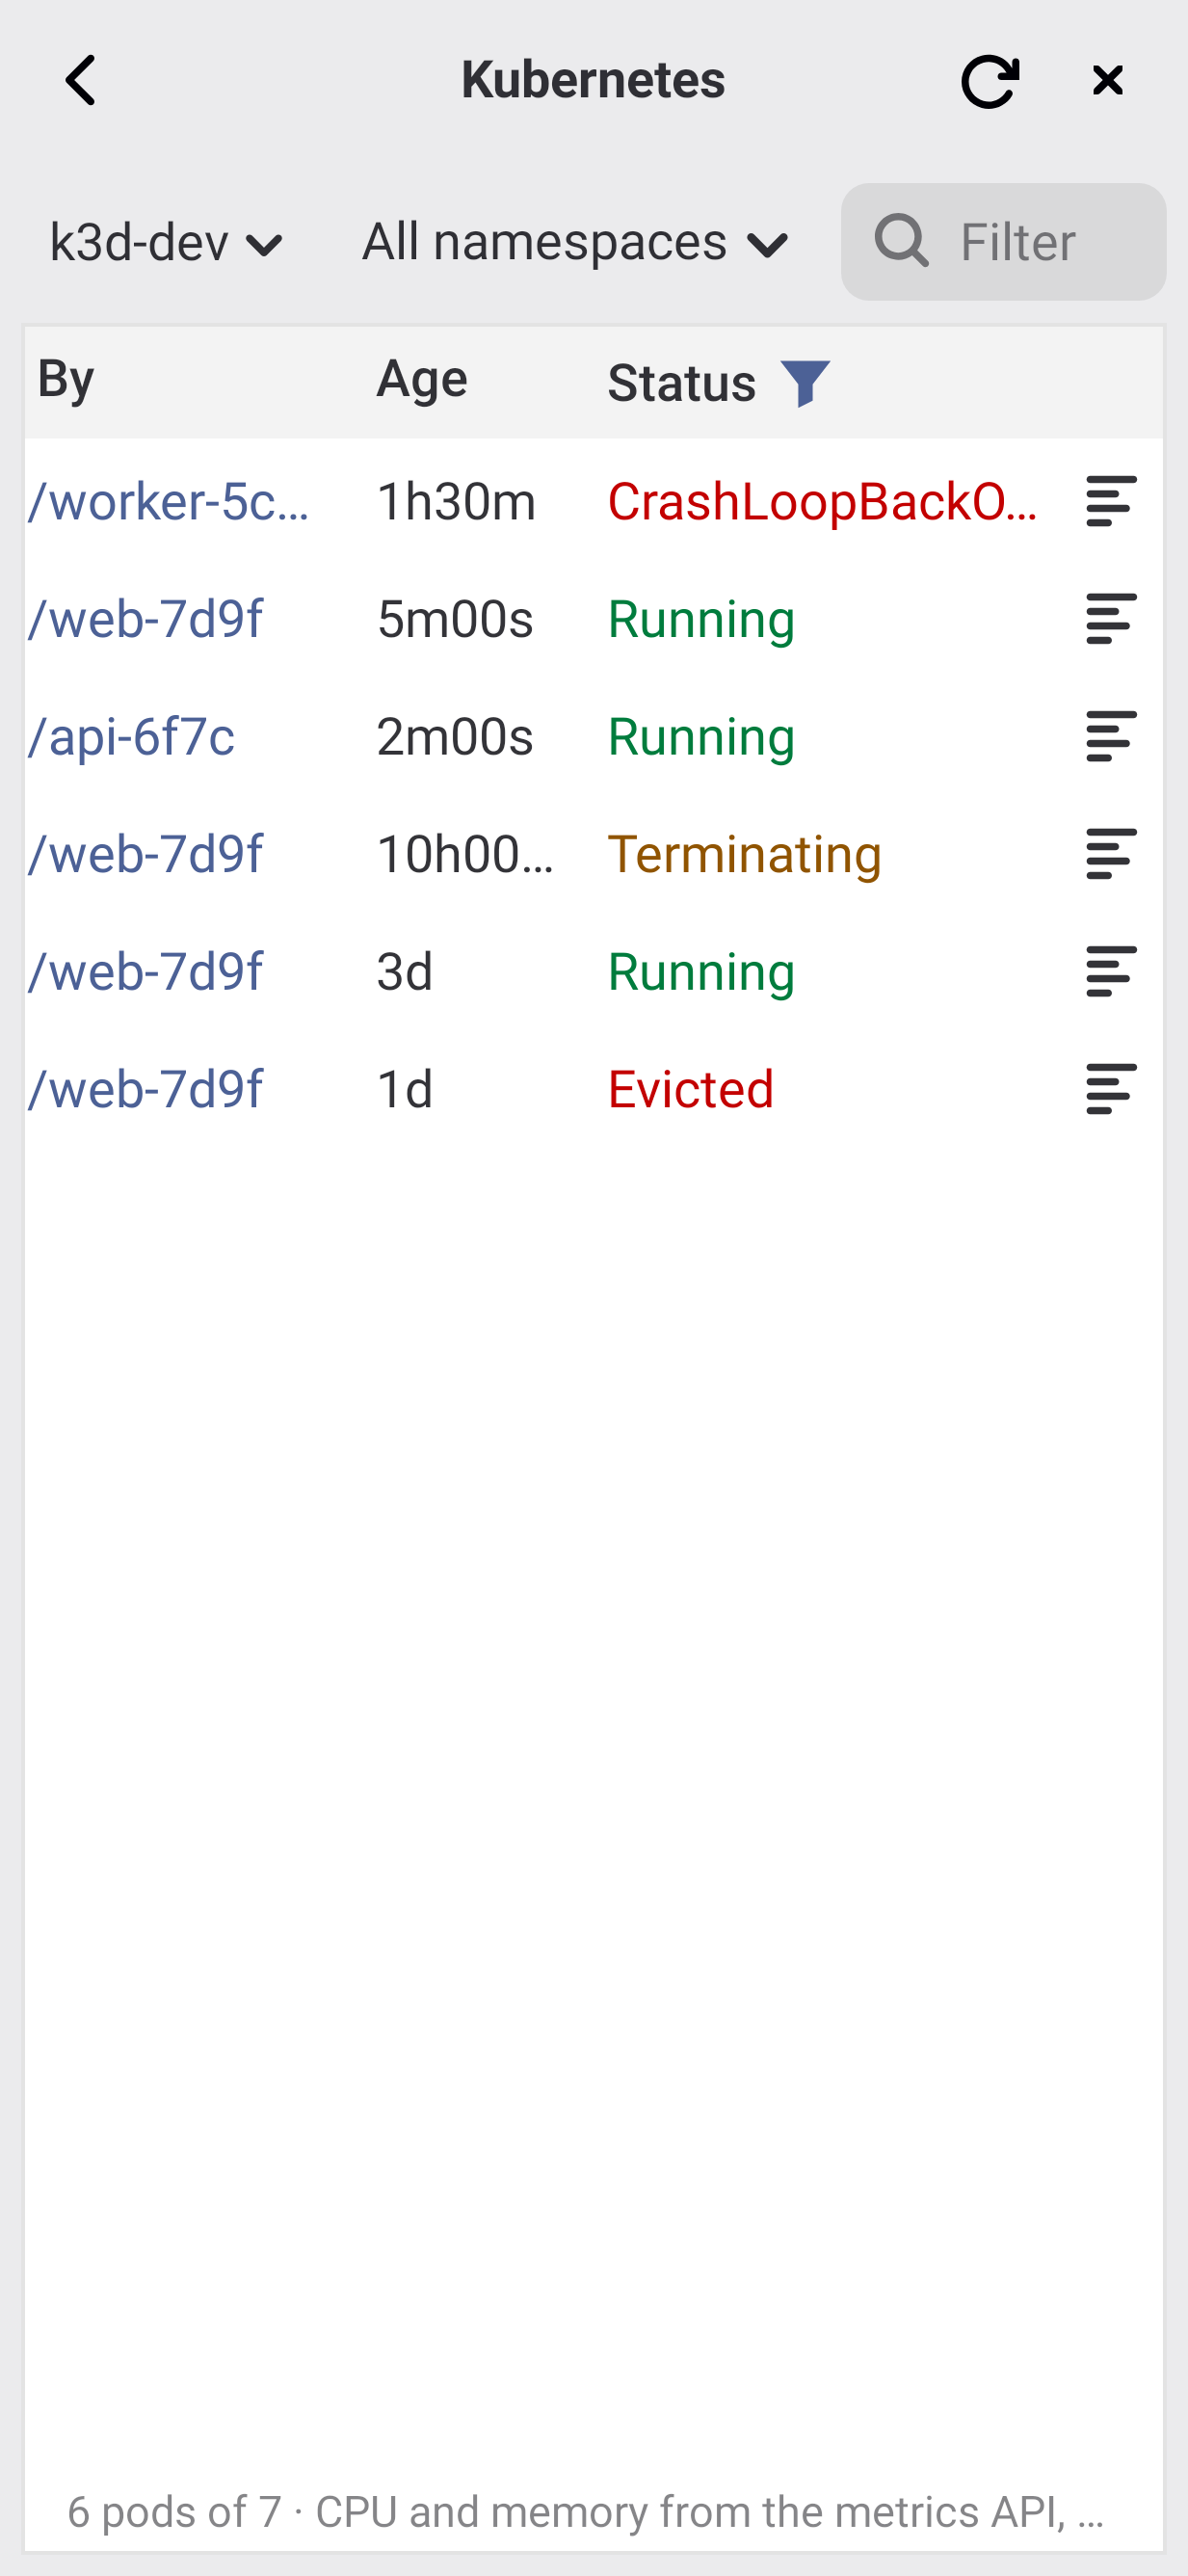 Kubernetes
k3d-dev All namespaces Filter
By Age Status
/worker-5c… 1h30m CrashLoopBackO…
/web-7d9f 5m00s Running
/api-6f7c 2m00s Running
/web-7d9f 10h00… Terminating
/web-7d9f 3d Running
/web-7d9f 1d Evicted
6 pods of 7 · CPU and memory from the metrics API, …